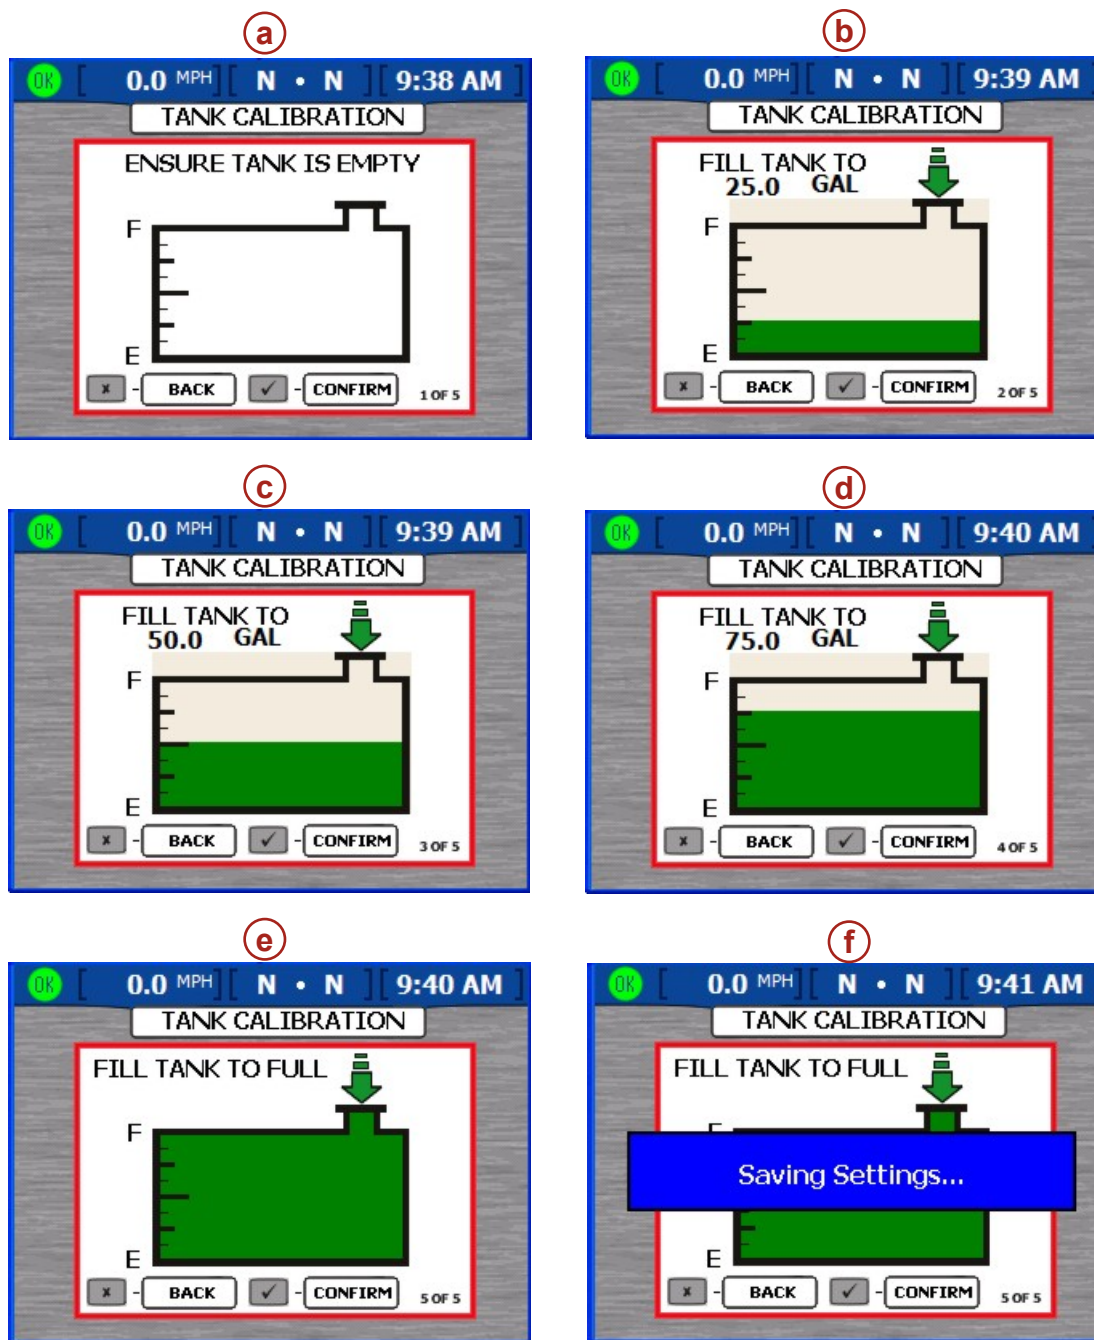 a
OK [ 0.0 MPH ] [ N • N ] [ 9:38 AM ]
TANK CALIBRATION
ENSURE TANK IS EMPTY
F
E
x - BACK ✓ - CONFIRM 1 OF 5
b
OK [ 0.0 MPH ] [ N • N ] [ 9:39 AM ]
TANK CALIBRATION
FILL TANK TO
25.0 GAL
F
E
x - BACK ✓ - CONFIRM 2 OF 5
c
OK [ 0.0 MPH ] [ N • N ] [ 9:39 AM ]
TANK CALIBRATION
FILL TANK TO
50.0 GAL
F
E
x - BACK ✓ - CONFIRM 3 OF 5
d
OK [ 0.0 MPH ] [ N • N ] [ 9:40 AM ]
TANK CALIBRATION
FILL TANK TO
75.0 GAL
F
E
x - BACK ✓ - CONFIRM 4 OF 5
e
OK [ 0.0 MPH ] [ N • N ] [ 9:40 AM ]
TANK CALIBRATION
FILL TANK TO FULL
F
E
x - BACK ✓ - CONFIRM 5 OF 5
f
OK [ 0.0 MPH ] [ N • N ] [ 9:41 AM
TANK CALIBRATION
FILL TANK TO FULL
F
Saving Settings...
E
x - BACK ✓ - CONFIRM 5 OF 5